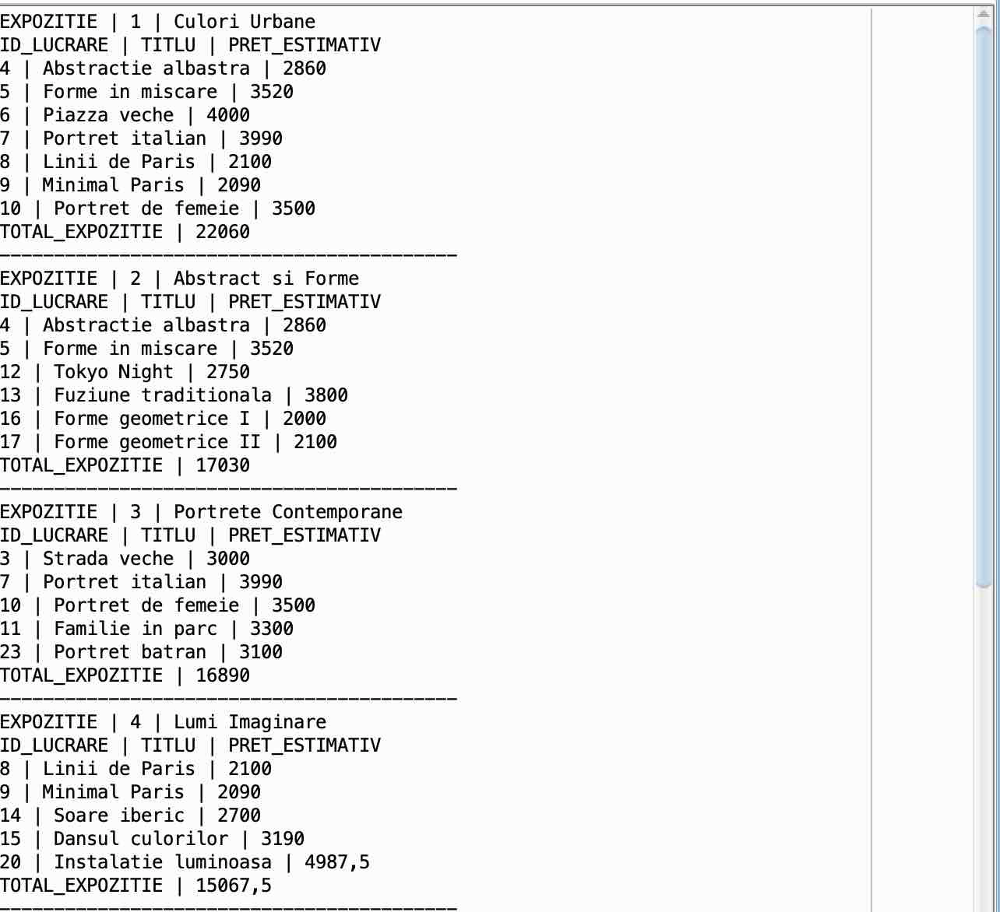 EXPOZITIE | 1 | Culori Urbane
ID_LUCRARE | TITLU | PRET_ESTIMATIV
4 | Abstractie albastra | 2860
5 | Forme in miscare | 3520
6 | Piazza veche | 4000
7 | Portret italian | 3990
8 | Linii de Paris | 2100
9 | Minimal Paris | 2090
10 | Portret de femeie | 3500
TOTAL_EXPOZITIE | 22060
------------------------------------------
EXPOZITIE | 2 | Abstract si Forme
ID_LUCRARE | TITLU | PRET_ESTIMATIV
4 | Abstractie albastra | 2860
5 | Forme in miscare | 3520
12 | Tokyo Night | 2750
13 | Fuziune traditionala | 3800
16 | Forme geometrice I | 2000
17 | Forme geometrice II | 2100
TOTAL_EXPOZITIE | 17030
------------------------------------------
EXPOZITIE | 3 | Portrete Contemporane
ID_LUCRARE | TITLU | PRET_ESTIMATIV
3 | Strada veche | 3000
7 | Portret italian | 3990
10 | Portret de femeie | 3500
11 | Familie in parc | 3300
23 | Portret batran | 3100
TOTAL_EXPOZITIE | 16890
------------------------------------------
EXPOZITIE | 4 | Lumi Imaginare
ID_LUCRARE | TITLU | PRET_ESTIMATIV
8 | Linii de Paris | 2100
9 | Minimal Paris | 2090
14 | Soare iberic | 2700
15 | Dansul culorilor | 3190
20 | Instalatie luminoasa | 4987,5
TOTAL_EXPOZITIE | 15067,5
------------------------------------------